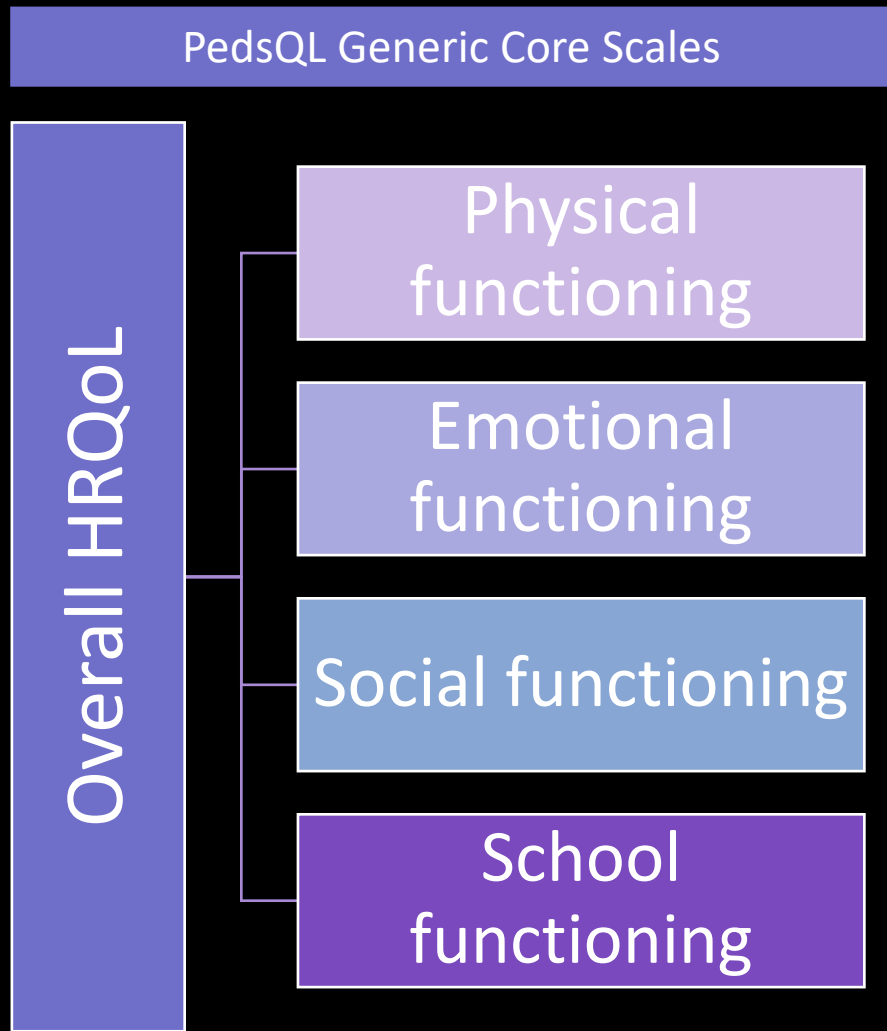 PedsQL Generic Core Scales
Overall HRQoL
Physical
functioning
Emotional
functioning
Social functioning
School
functioning